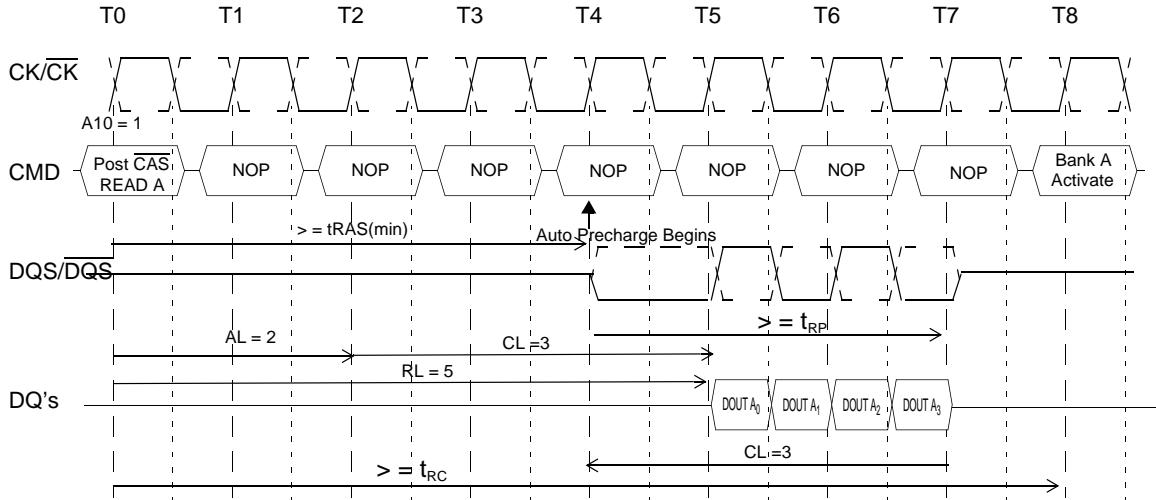 T0 T1 T2 T3 T4 T5 T6 T7 T8
CK/CK
A10 = 1
CMD
Post CAS
READ A
NOP NOP NOP NOP NOP NOP NOP
Bank A
Activate
> = tRAS(min)
Auto Precharge Begins
DQS/DQS
> = tRP
AL = 2
CL =3
RL = 5
DQ's
DOUT A0 DOUT A1 DOUT A2 DOUT A3
CL =3
> = tRC